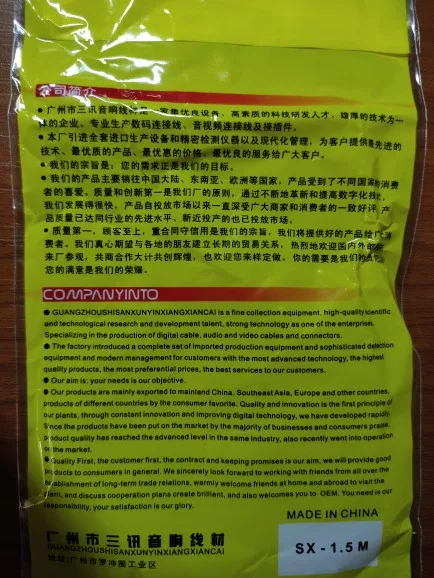 公司简介
● 广州市三讯音响线材是一家集优良设备、高素质的科技研发人才、雄厚的技术为一
体的企业。专业生产数码连接线、音视频连接线及接插件。
● 本厂引进全套进口生产设备和精密检测仪器以及现代化管理，为客户提供最先进的
技术、最优质的产品、最优惠的价格、最优良的服务给广大客户。
● 我们的宗旨是：您的需求正是我们的目标。
● 我们的产品主要销往中国大陆、东南亚、欧洲等国家，产品受到了不同国家的消费
者的喜爱。质量和创新第一是我们厂的原则，通过不断地革新和提高数字化技术，
我们发展得很快，产品自投放市场以来一直深受广大商家和消费者的一致好评，产
品质量已达同行业的先进水平、新近投产的也已投放市场。
● 质量第一，顾客至上，重合同守信用是我们的宗旨，我们将提供好的产品给广
费者。我们真心期望与各地的朋友建立长期的贸易关系，热烈地欢迎国内外的
来厂参观，共商合作大计共创辉煌，也欢迎您来样定做。你的需要是我们的
您的满意是我们的荣耀。
COMPANYINTO
● GUANGZHOUSHISANXUNYINXIANGXIANCAI is a fine collection equipment, high-quality scientific
and technological research and development talent, strong technology as one of the enterprise.
Specializing in the production of digital cable, audio and video cables and connectors.
● The factory introduced a complete set of imported production equipment and sophisticated detection
equipment and modern management for customers with the most advanced technology, the highest
quality products, the most preferential prices, the best services to our customers.
● Our aim is: your needs is our objective.
● Our products are mainly exported to mainland China, Southeast Asia, Europe and other countries,
products of different countries by the consumer favorite. Quality and innovation is the first principle of
our plants, through constant innovation and improving digital technology, we have developed rapidly.
Since the products have been put on the market by the majority of businesses and consumers praise,
product quality has reached the advanced level in the same industry, also recently went into operation
on the market.
● Quality First, the customer first, the contract and keeping promises is our aim, we will provide good
products to consumers in general. We sincerely look forward to working with friends from all over the
establishment of long-term trade relations, warmly welcome friends at home and abroad to visit the
plant, and discuss cooperation plans create brilliant, and also welcomes you to OEM. You need is our
responsibility, your satisfaction is our glory.
MADE IN CHINA
广州市三讯音响线材
GUANGZHOUSHISANXUNYINXIANGXIANCAI
地址：广州市罗冲围工业区
SX - 1.5 M